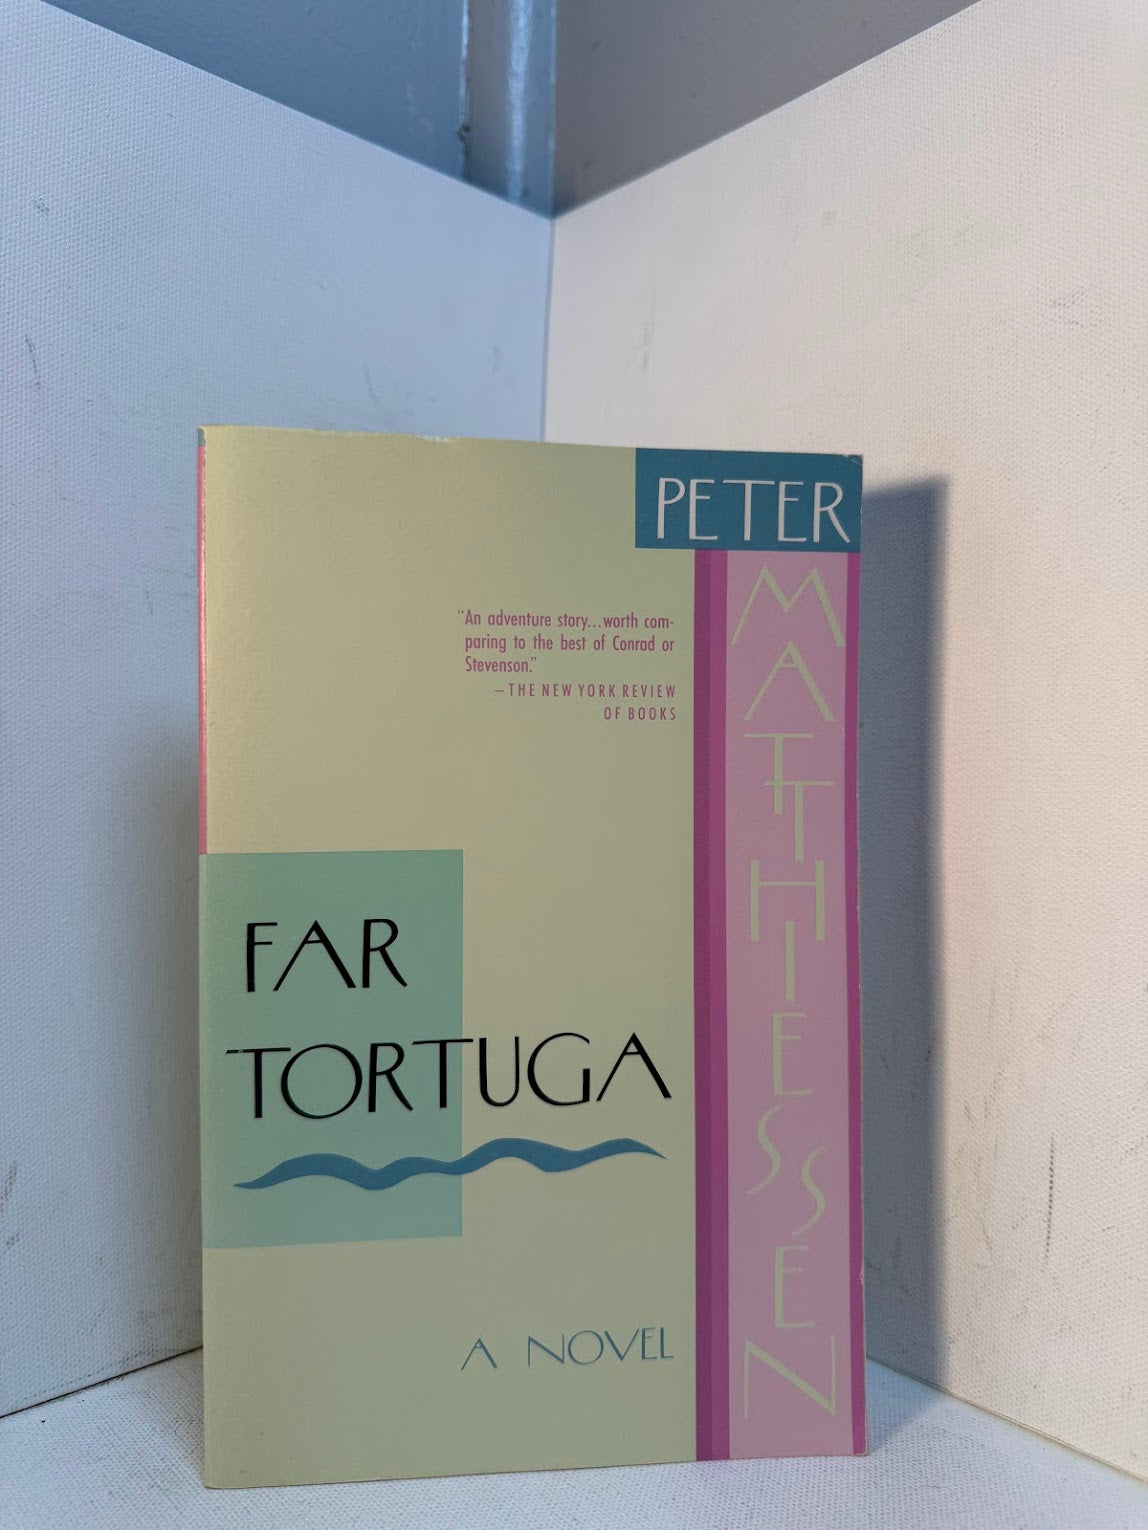 PETER
MATTHIESSEN
"An adventure story...worth com-
paring to the best of Conrad or
Stevenson."
—THE NEW YORK REVIEW
OF BOOKS
FAR
TORTUGA
A NOVEL